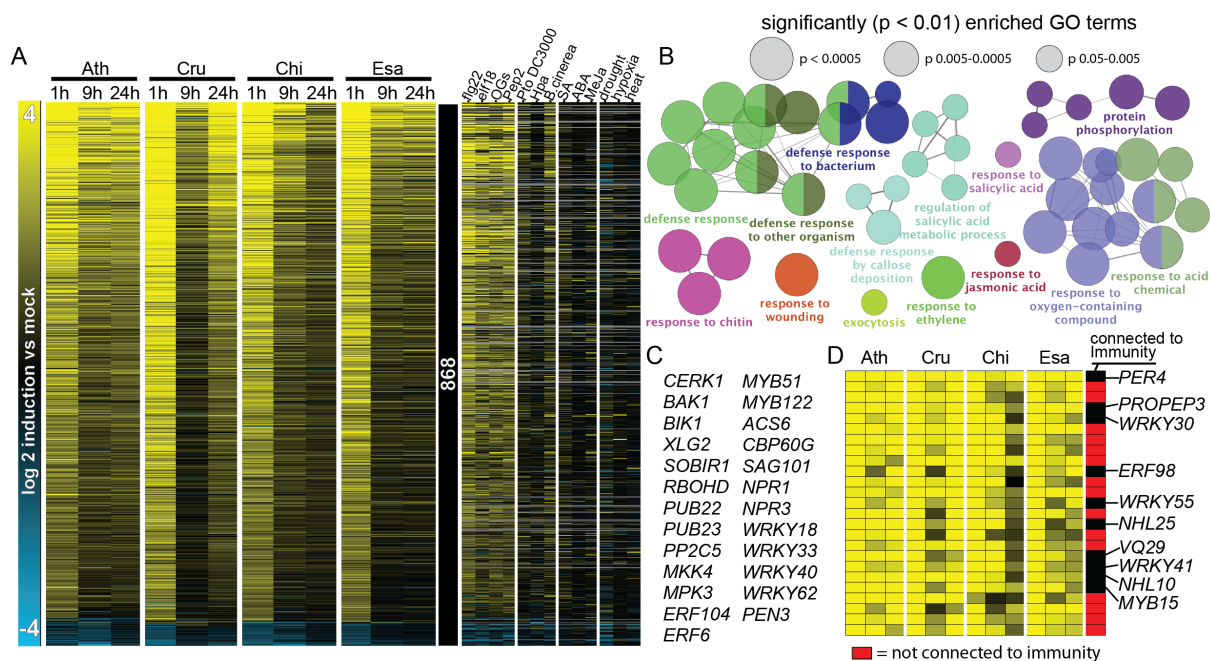 significantly (p < 0.01) enriched GO terms
A
Ath Cru Chi Esa
1h 9h 24h 1h 9h 24h 1h 9h 24h 1h 9h 24h
flg22
elf18
OGs
Pep2
Pto DC3000
Hpa
B. cinerea
SA
ABA
MeJa
drought
hypoxia
heat
4
log 2 induction vs mock
-4
868
B
p < 0.0005
p 0.005-0.0005
p 0.05-0.005
protein
phosphorylation
defense response
to bacterium
response to
salicylic acid
defense response
defense response
to other organism
regulation of
salicylic acid
metabolic process
defense response
by callose
deposition
response to
jasmonic acid
response to acid
chemical
response to
oxygen-containing
compound
response to chitin
response to
wounding
exocytosis
response to
ethylene
C
CERK1 MYB51
BAK1 MYB122
BIK1 ACS6
XLG2 CBP60G
SOBIR1 SAG101
RBOHD NPR1
PUB22 NPR3
PUB23 WRKY18
PP2C5 WRKY33
MKK4 WRKY40
MPK3 WRKY62
ERF104 PEN3
ERF6
D
Ath Cru Chi Esa
connected to
Immunity
PER4
PROPEP3
WRKY30
ERF98
WRKY55
NHL25
VQ29
WRKY41
NHL10
MYB15
= not connected to immunity